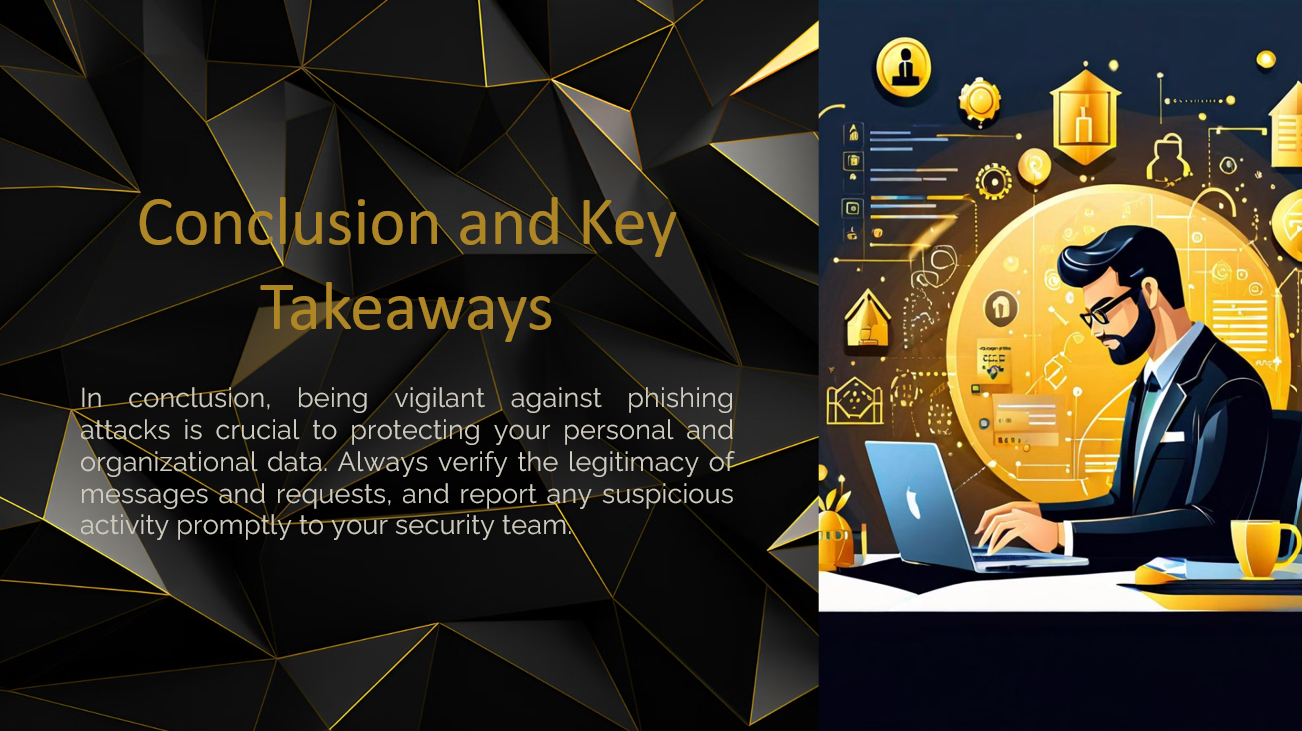 Conclusion and Key
Takeaways
In conclusion, being vigilant against phishing
attacks is crucial to protecting your personal and
organizational data. Always verify the legitimacy of
messages and requests, and report any suspicious
activity promptly to your security team.